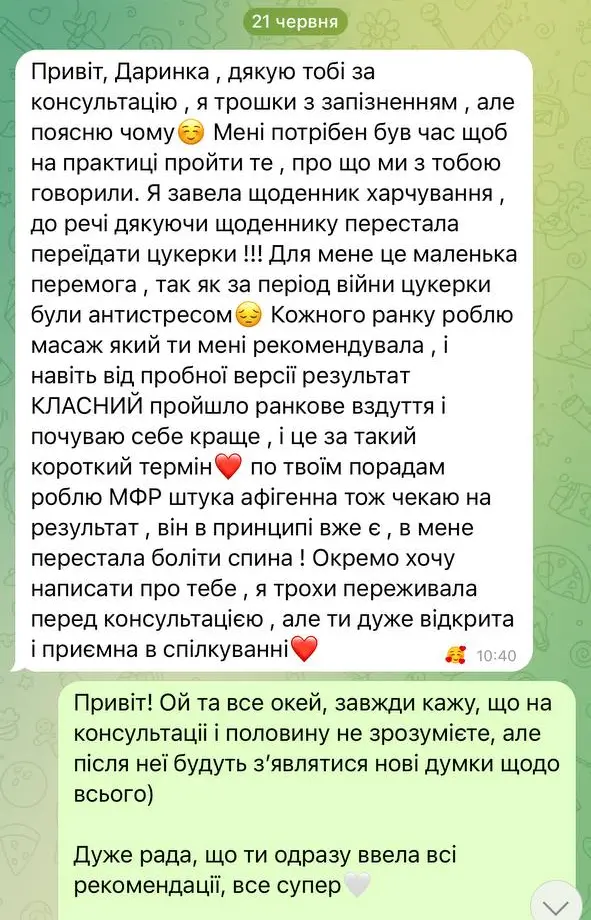 21 червня
Привіт, Даринка , дякую тобі за
консультацію , я трошки з запізненням , але
поясню чому☺️ Мені потрібен був час щоб
на практиці пройти те , про що ми з тобою
говорили. Я завела щоденник харчування ,
до речі дякуючи щоденнику перестала
переїдати цукерки !!! Для мене це маленька
перемога , так як за період війни цукерки
були антистресом😔 Кожного ранку роблю
масаж який ти мені рекомендувала , і
навіть від пробної версії результат
КЛАСНИЙ пройшло ранкове вздуття і
почуваю себе краще , і це за такий
короткий термін❤️ по твоїм порадам
роблю МФР штука афігенна тож чекаю на
результат , він в принципі вже є , в мене
перестала боліти спина ! Окремо хочу
написати про тебе , я трохи переживала
перед консультацією , але ти дуже відкрита
і приємна в спілкуванні❤️
🥰 10:40
Привіт! Ой та все окей, завжди кажу, що на
консультаціі і половину не зрозумієте, але
після неї будуть з’являтися нові думки щодо
всього)
Дуже рада, що ти одразу ввела всі
рекомендації, все супер🤍